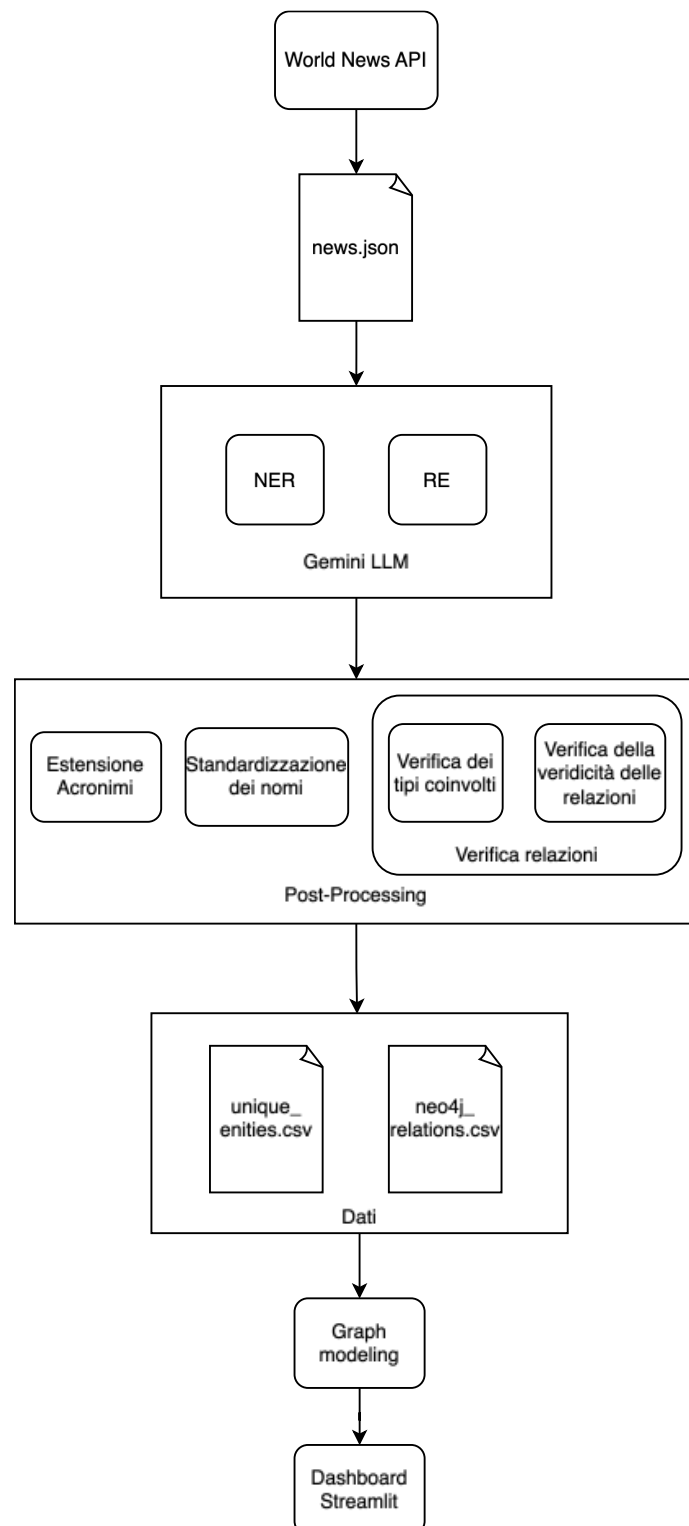 World News API
news.json
NER
RE
Gemini LLM
Estensione
Acronimi
Standardizzazione
dei nomi
Verifica dei
tipi coinvolti
Verifica della
veridicità delle
relazioni
Verifica relazioni
Post-Processing
unique_
enities.csv
neo4j_
relations.csv
Dati
Graph
modeling
Dashboard
Streamlit